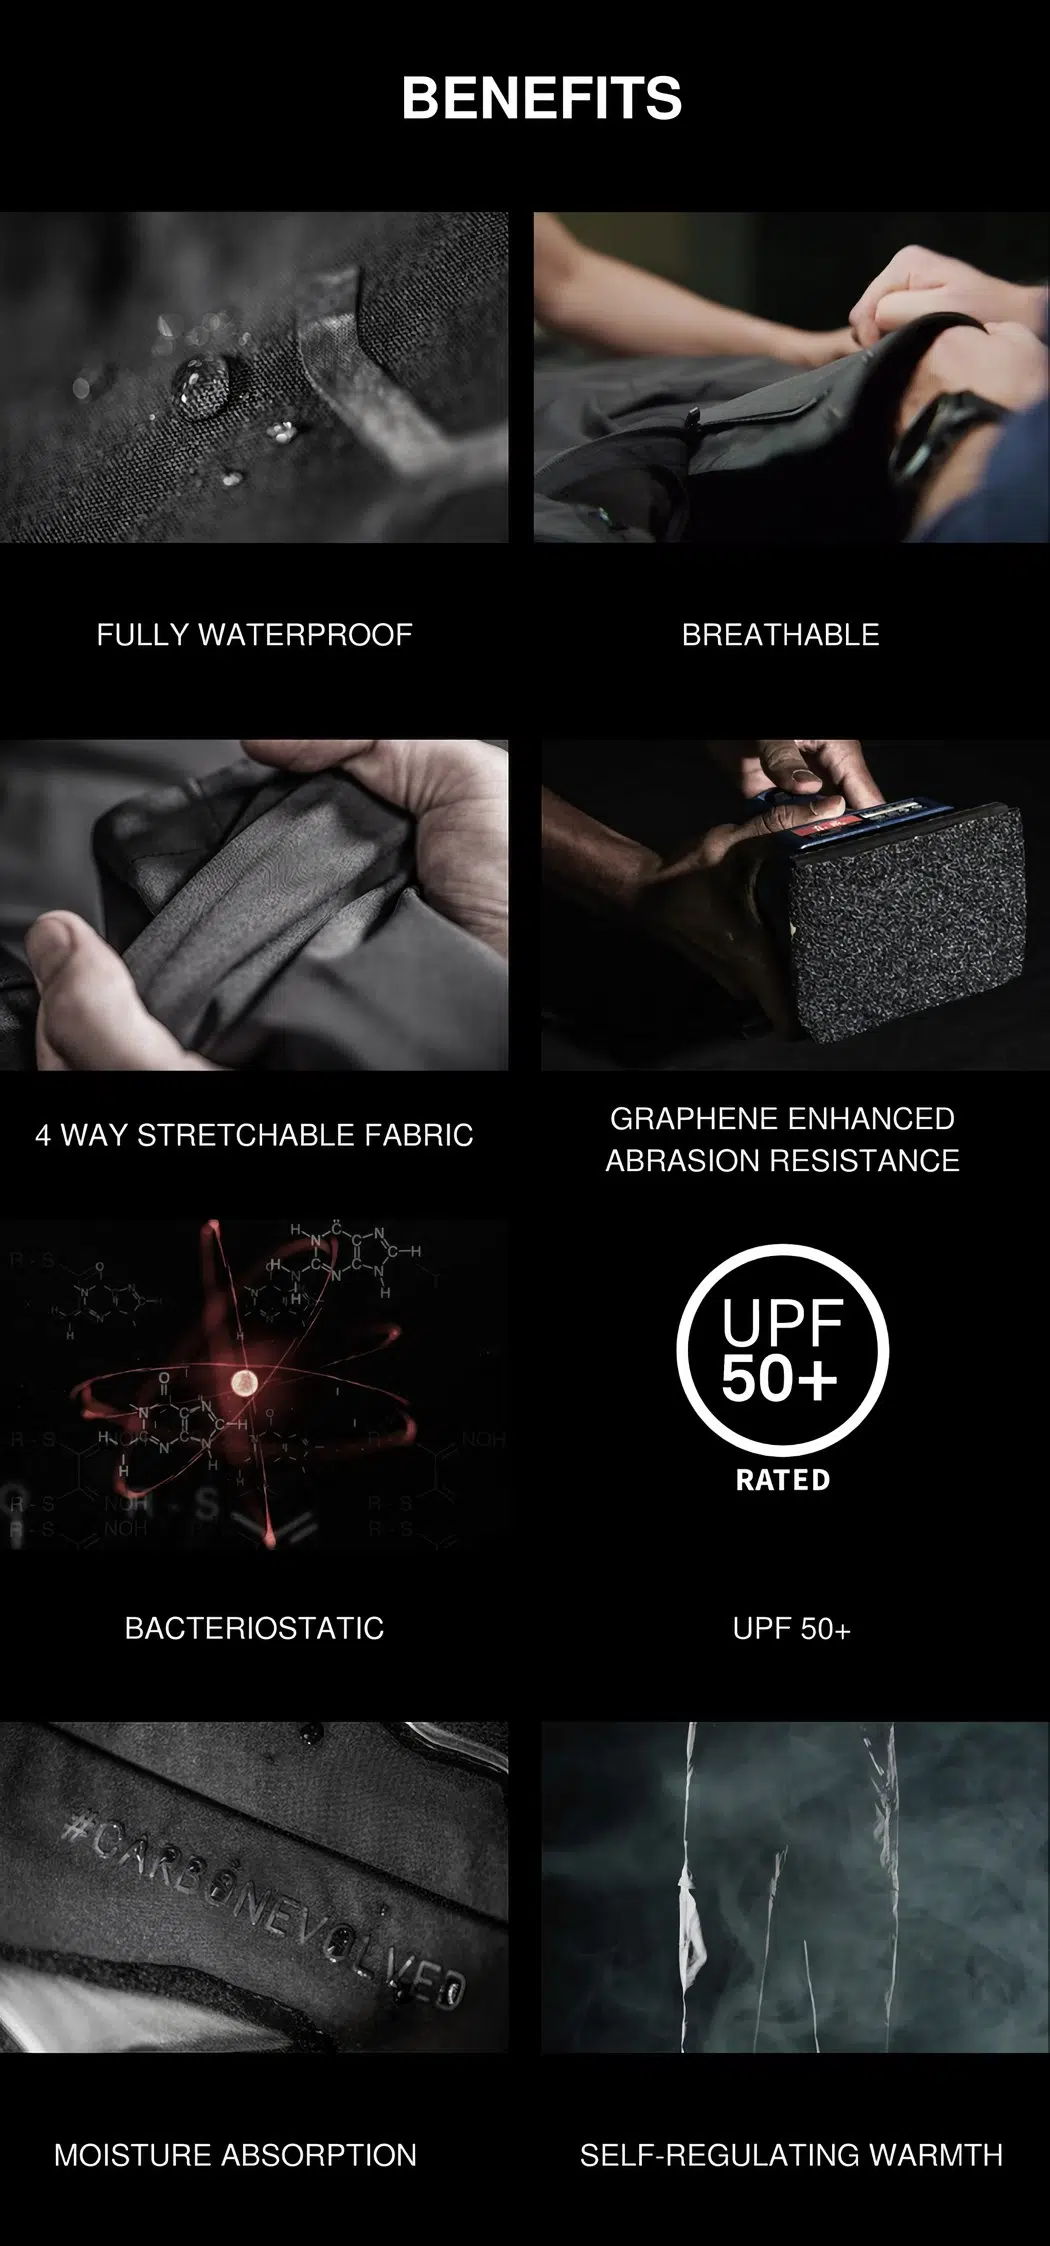 BENEFITS
FULLY WATERPROOF
BREATHABLE
4 WAY STRETCHABLE FABRIC
GRAPHENE ENHANCED
ABRASION RESISTANCE
UPF
50+
RATED
BACTERIOSTATIC
UPF 50+
#CARBONEVOLVED
MOISTURE ABSORPTION
SELF-REGULATING WARMTH